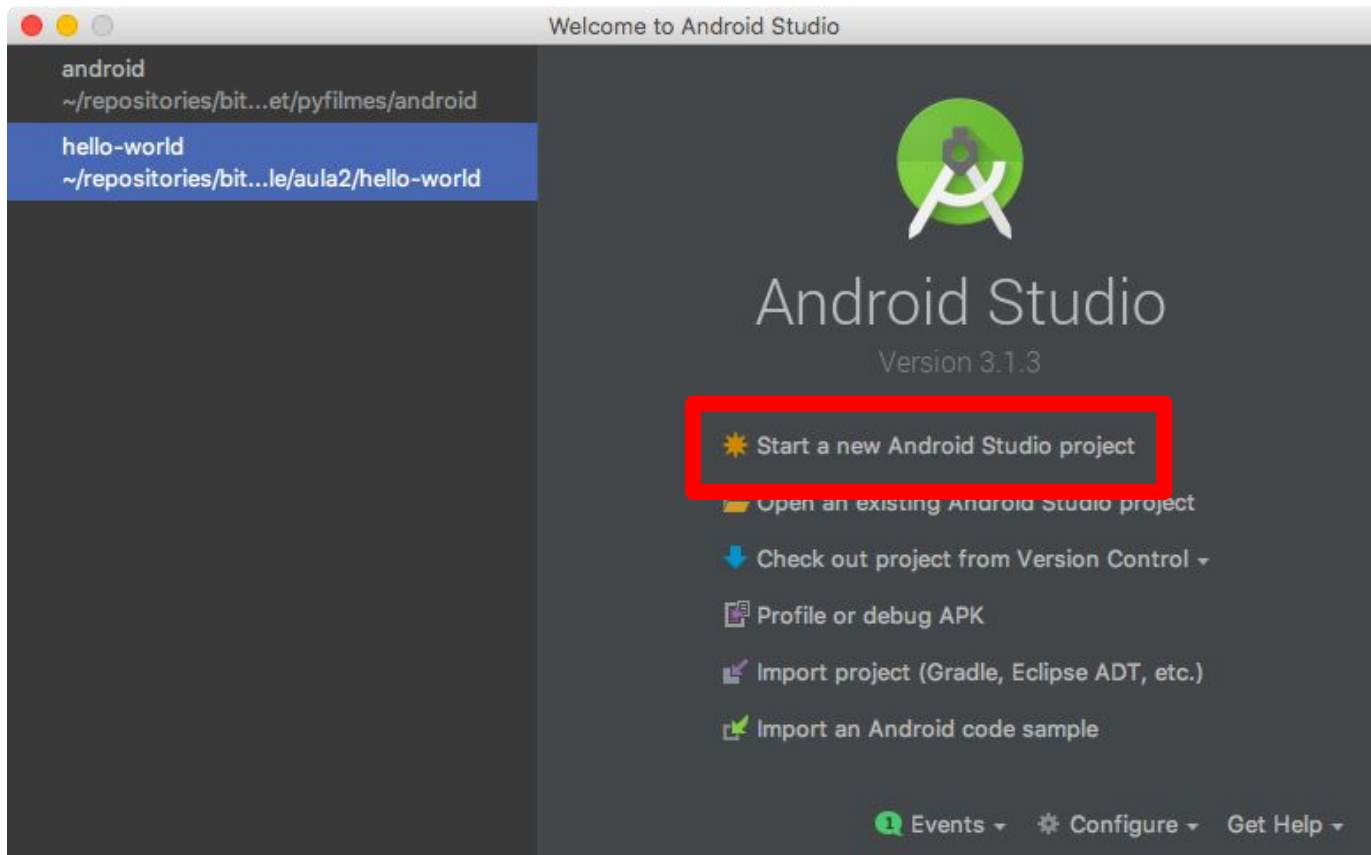 Welcome to Android Studio
android
~/repositories/bit...et/pyfilmes/android
hello-world
~/repositories/bit...le/aula2/hello-world
Android Studio
Version 3.1.3
Start a new Android Studio project
Open an existing Android Studio project
Check out project from Version Control
Profile or debug APK
Import project (Gradle, Eclipse ADT, etc.)
Import an Android code sample
1 Events Configure Get Help